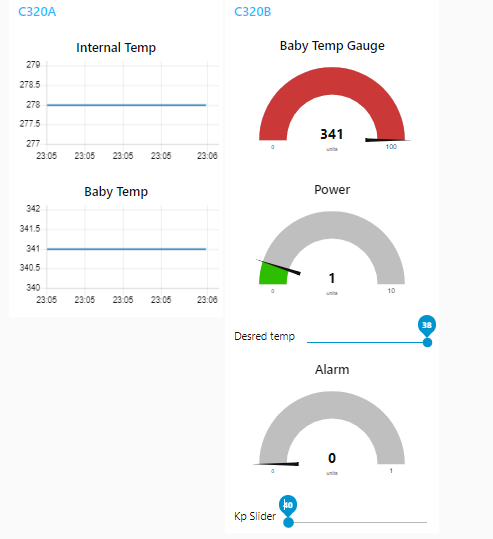 C320A
Internal Temp
279
278.5
278
277.5
277
23:05 23:05 23:05 23:05 23:06
Baby Temp
342
341.5
341
340.5
340
23:05 23:05 23:05 23:05 23:06
C320B
Baby Temp Gauge
341
units
0 100
Power
1
units
0 10
Desred temp 38
Alarm
0
units
0 1
Kp Slider 40